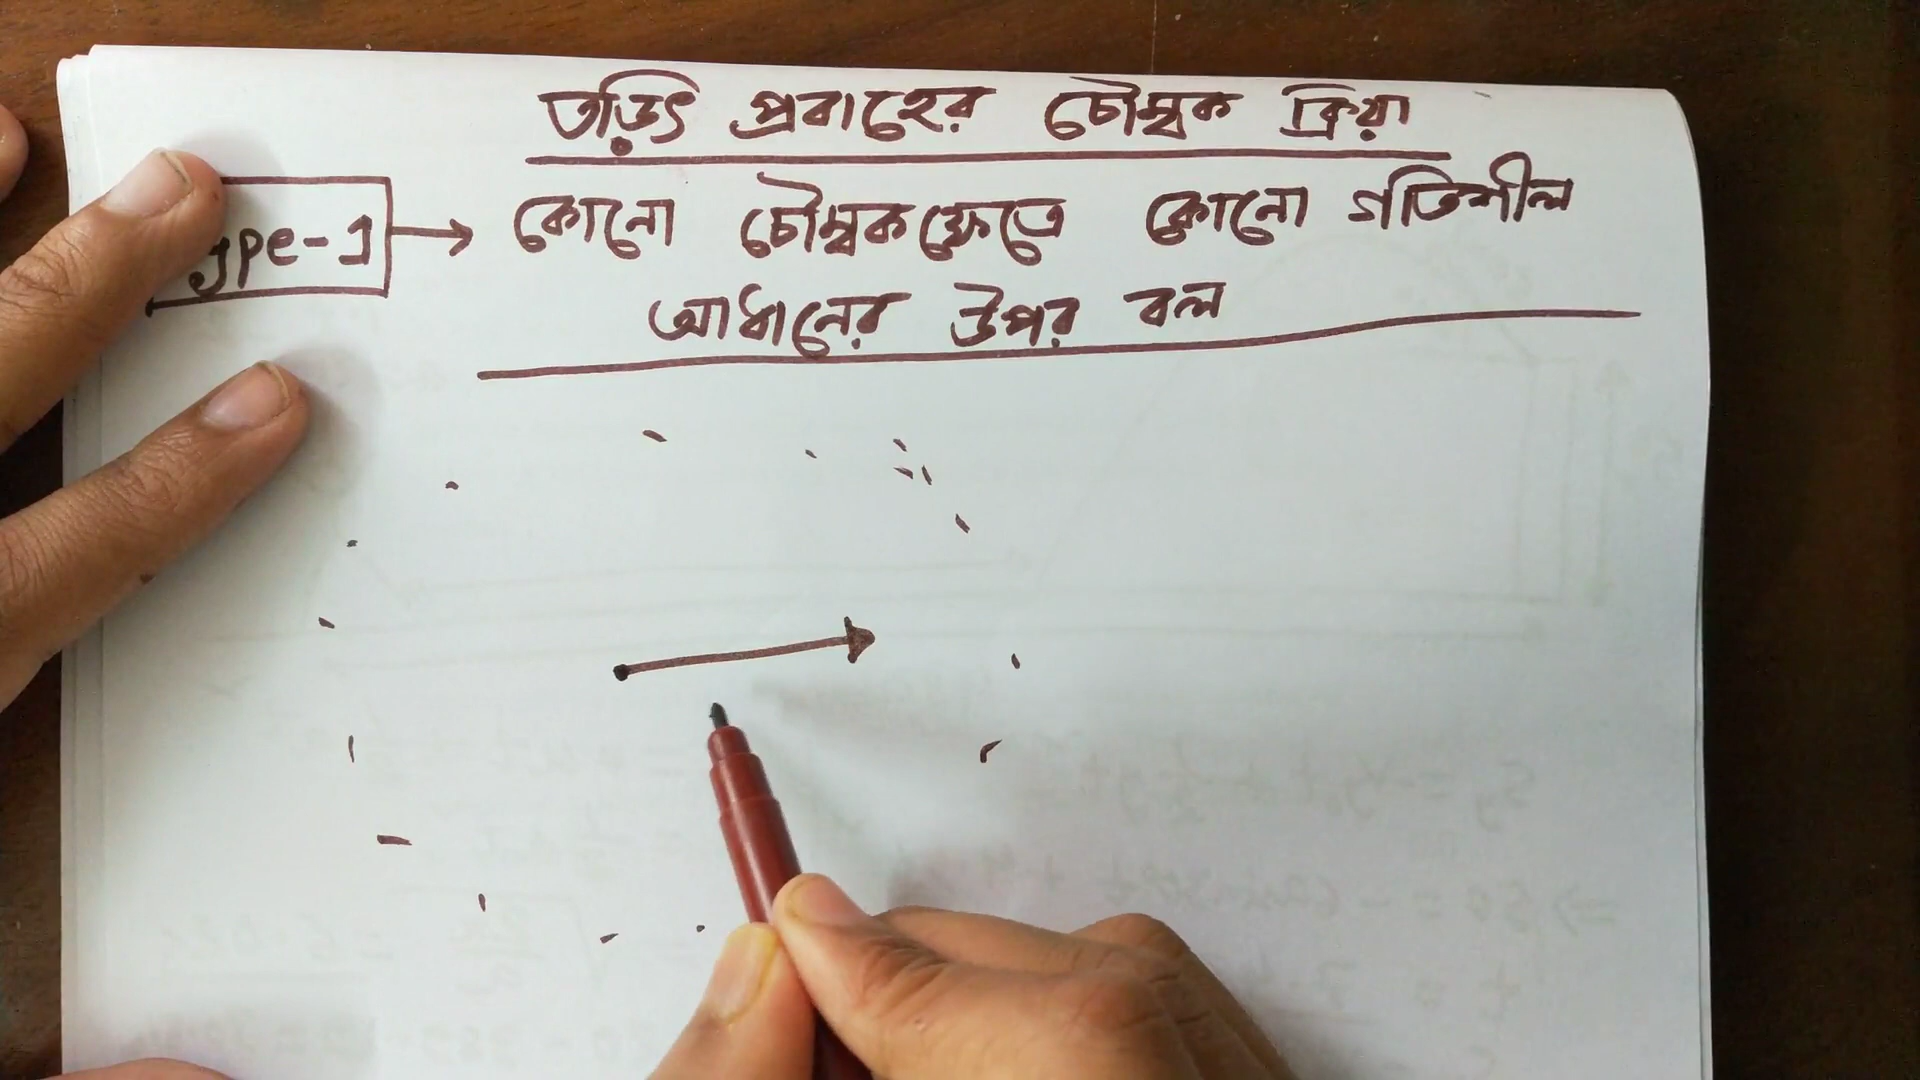 তড়িৎ প্রবাহের চৌম্বক ক্রিয়া
ype-1 → কোনো চৌম্বকক্ষেত্রে কোনো গতিশীল
আধানের উপর বল